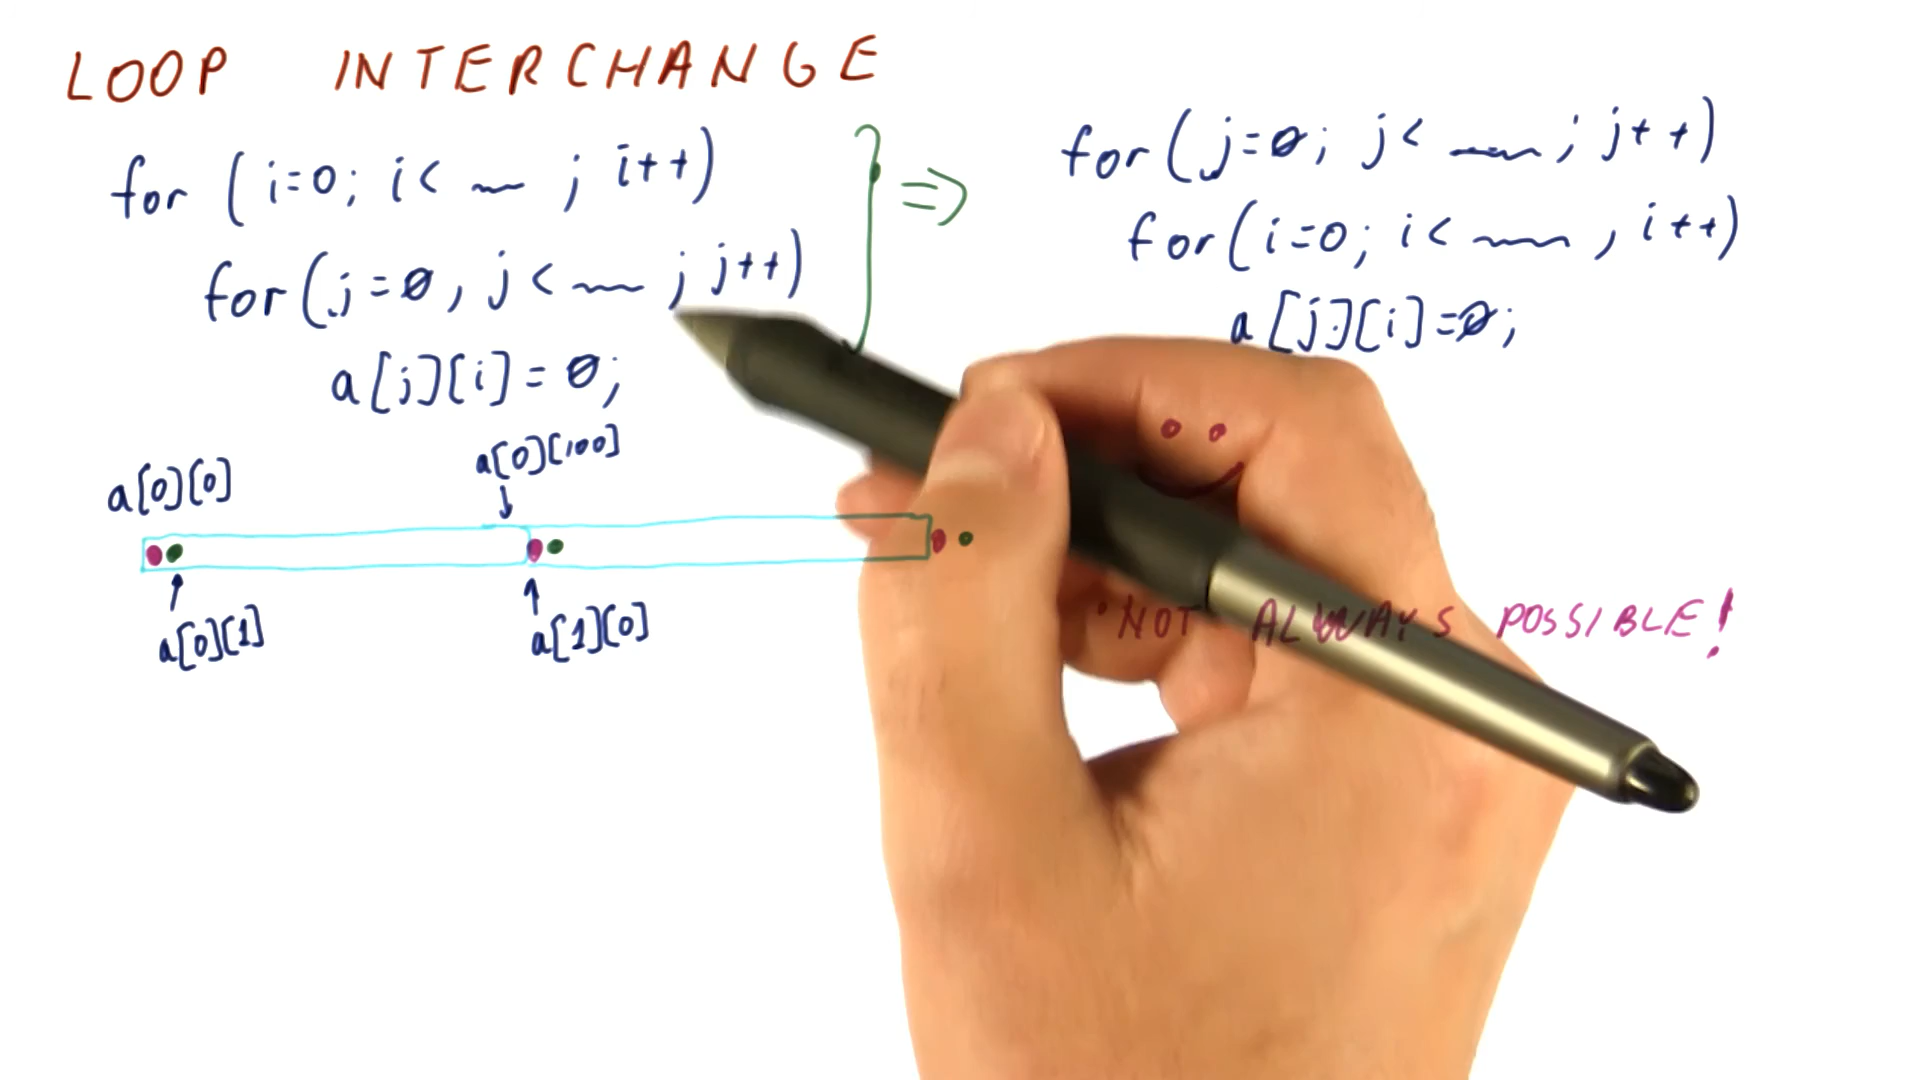 LOOP INTERCHANGE
for (i=0; i< ; i++)
for(j=0, j< ; j++)
a[j][i]=0;
=>
for(j=0; j< ; j++)
for(i=0; i< , i++)
a[j][i]=0;
a[0][0]
a[0][100]
a[0][1]
a[1][0]
• NOT ALWAYS POSSIBLE!